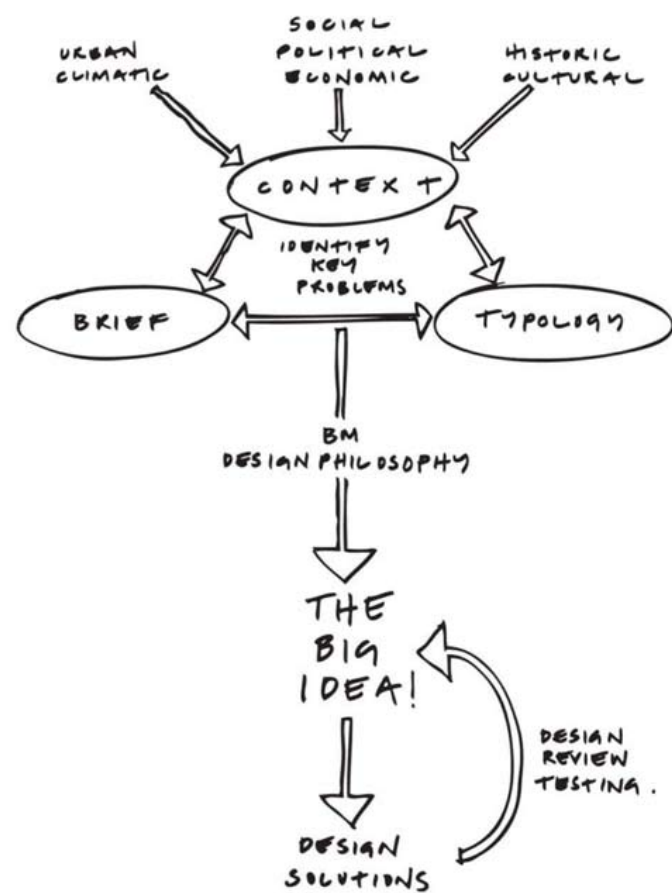 URBAN
CLIMATIC
SOCIAL
POLITICAL
ECONOMIC
HISTORIC
CULTURAL
CONTEXT
IDENTIFY
KEY
PROBLEMS
BRIEF
TYPOLOGY
BM
DESIGN PHILOSOPHY
THE
BIG
IDEA!
DESIGN
REVIEW
TESTING.
DESIGN
SOLUTIONS